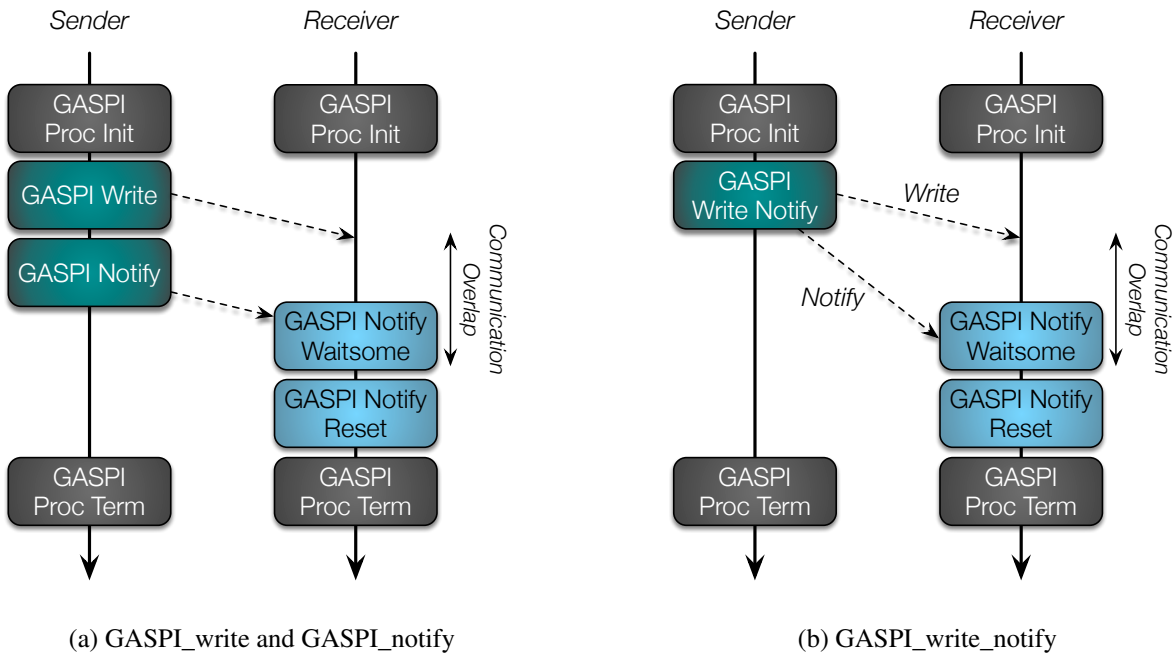 Sender
Receiver
GASPI
Proc Init
GASPI
Proc Init
GASPI Write
GASPI Notify
Communication
Overlap
GASPI Notify
Waitsome
GASPI Notify
Reset
GASPI
Proc Term
GASPI
Proc Term
(a) GASPI_write and GASPI_notify
Sender
Receiver
GASPI
Proc Init
GASPI
Proc Init
GASPI
Write Notify
Write
Notify
Communication
Overlap
GASPI Notify
Waitsome
GASPI Notify
Reset
GASPI
Proc Term
GASPI
Proc Term
(b) GASPI_write_notify